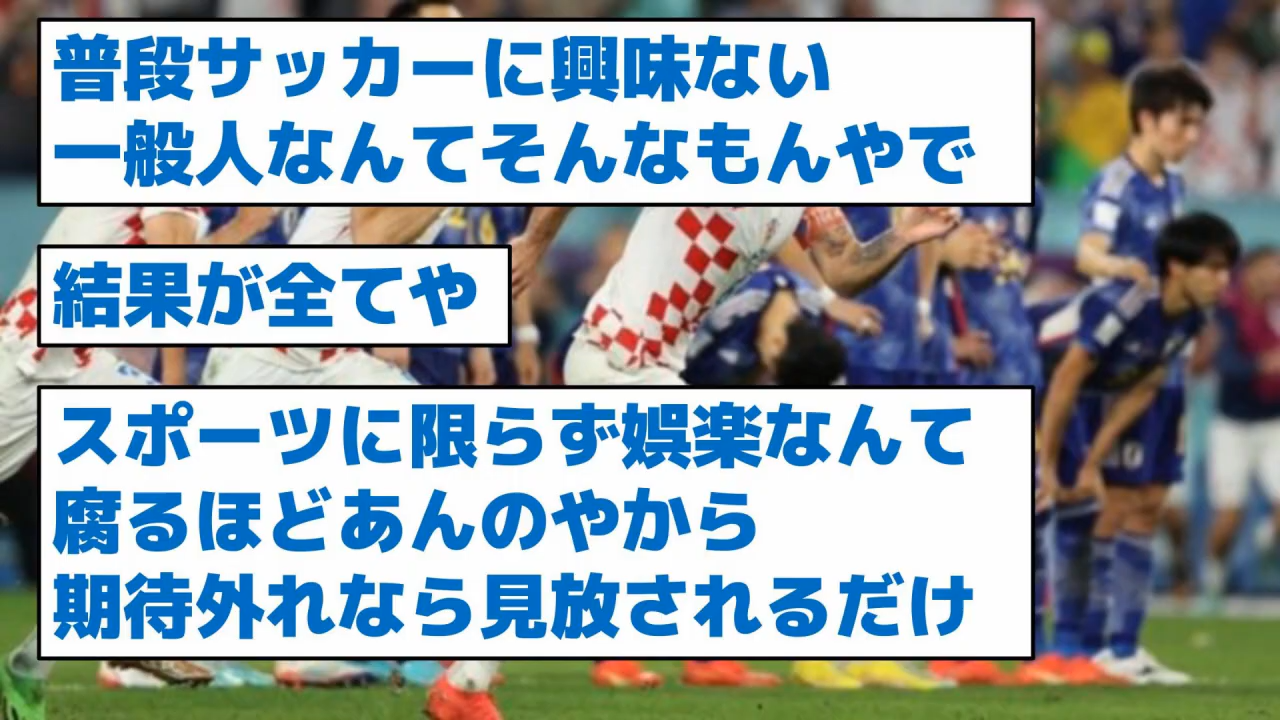 普段サッカーに興味ない
一般人なんてそんなもんやで
結果が全てや
スポーツに限らず娯楽なんて
腐るほどあんのやから
期待外れなら見放されるだけ